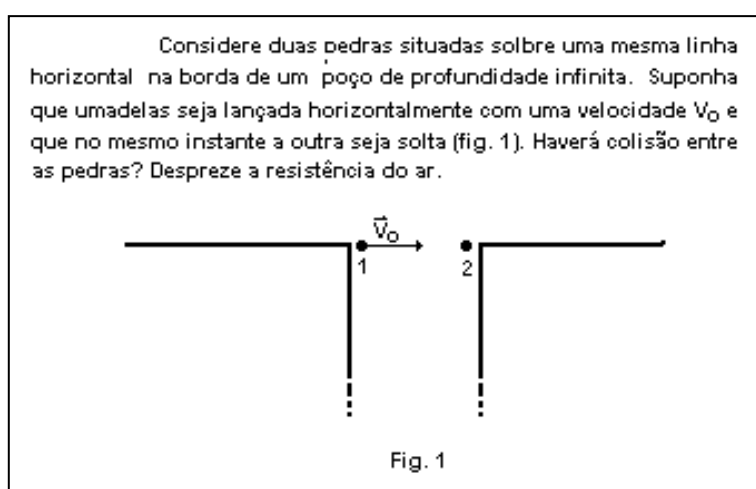 Considere duas pedras situadas solbre uma mesma linha
horizontal na borda de um poço de profundidade infinita. Suponha
que umadelas seja lançada horizontalmente com uma velocidade V₀ e
que no mesmo instante a outra seja solta (fig. 1). Haverá colisão entre
as pedras? Despreze a resistência do ar.
V⃗₀
1 2
Fig. 1